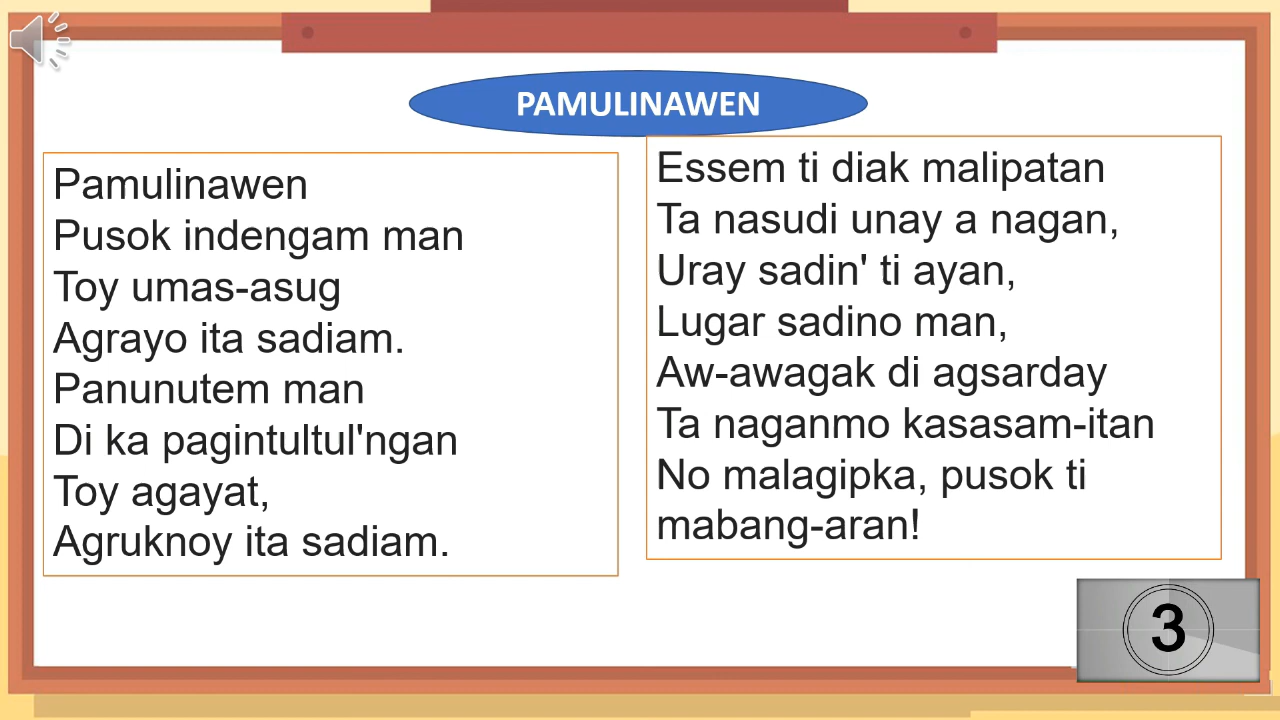 PAMULINAWEN
Pamulinawen
Pusok indengam man
Toy umas-asug
Agrayo ita sadiam.
Panunutem man
Di ka pagintultul'ngan
Toy agayat,
Agruknoy ita sadiam.
Essem ti diak malipatan
Ta nasudi unay a nagan,
Uray sadin' ti ayan,
Lugar sadino man,
Aw-awagak di agsarday
Ta naganmo kasasam-itan
No malagipka, pusok ti
mabang-aran!
3